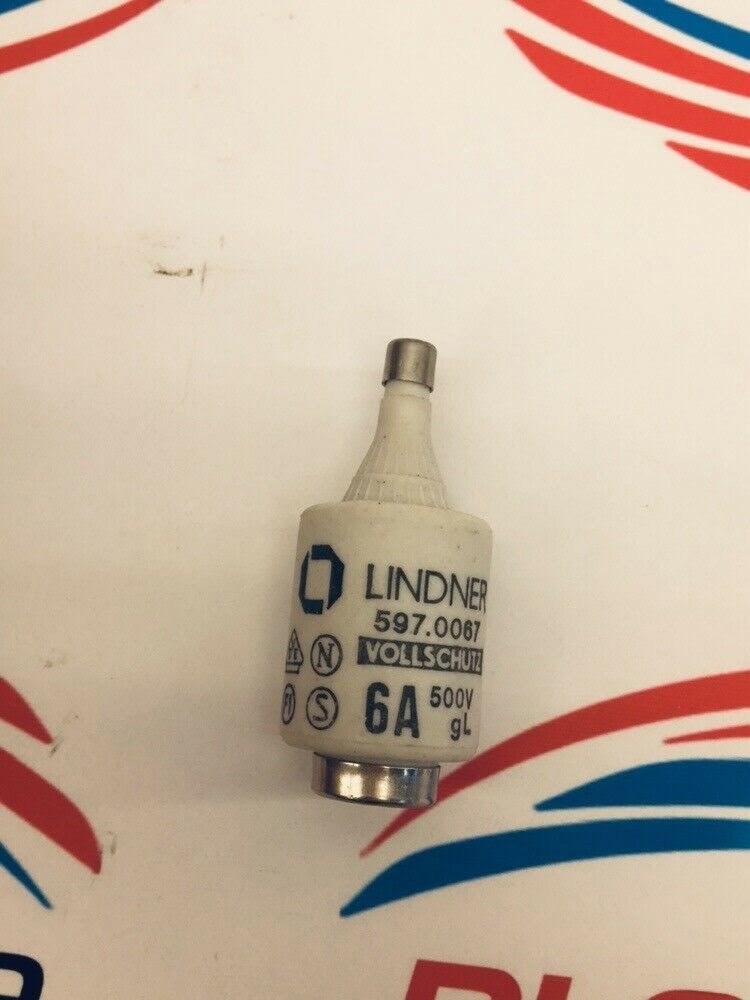 LINDNER
597.0067
VOLLSCHUTZ
N
S
6A 500V
gL